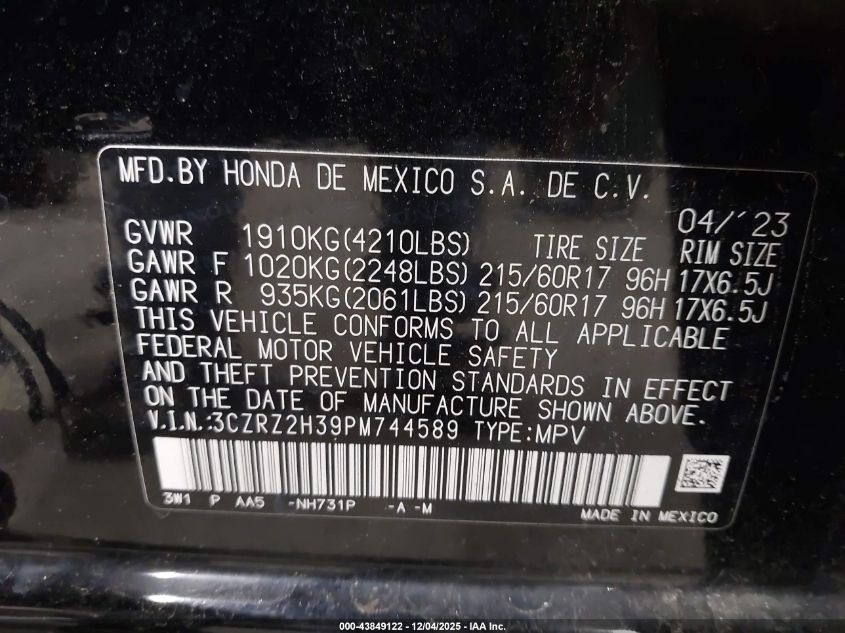 MFD.BY HONDA DE MEXICO S.A. DE C.V.
04/'23
GVWR 1910KG(4210LBS) TIRE SIZE RIM SIZE
GAWR F 1020KG(2248LBS) 215/60R17 96H 17X6.5J
GAWR R 935KG(2061LBS) 215/60R17 96H 17X6.5J
THIS VEHICLE CONFORMS TO ALL APPLICABLE
FEDERAL MOTOR VEHICLE SAFETY
AND THEFT PREVENTION STANDARDS IN EFFECT
ON THE DATE OF MANUFACTURE SHOWN ABOVE.
V.I.N.:3CZRZ2H39PM744589 TYPE:MPV
3W1 P AA5 -NH731P -A -M
MADE IN MEXICO
000-43849122 - 12/04/2025 - IAA Inc.